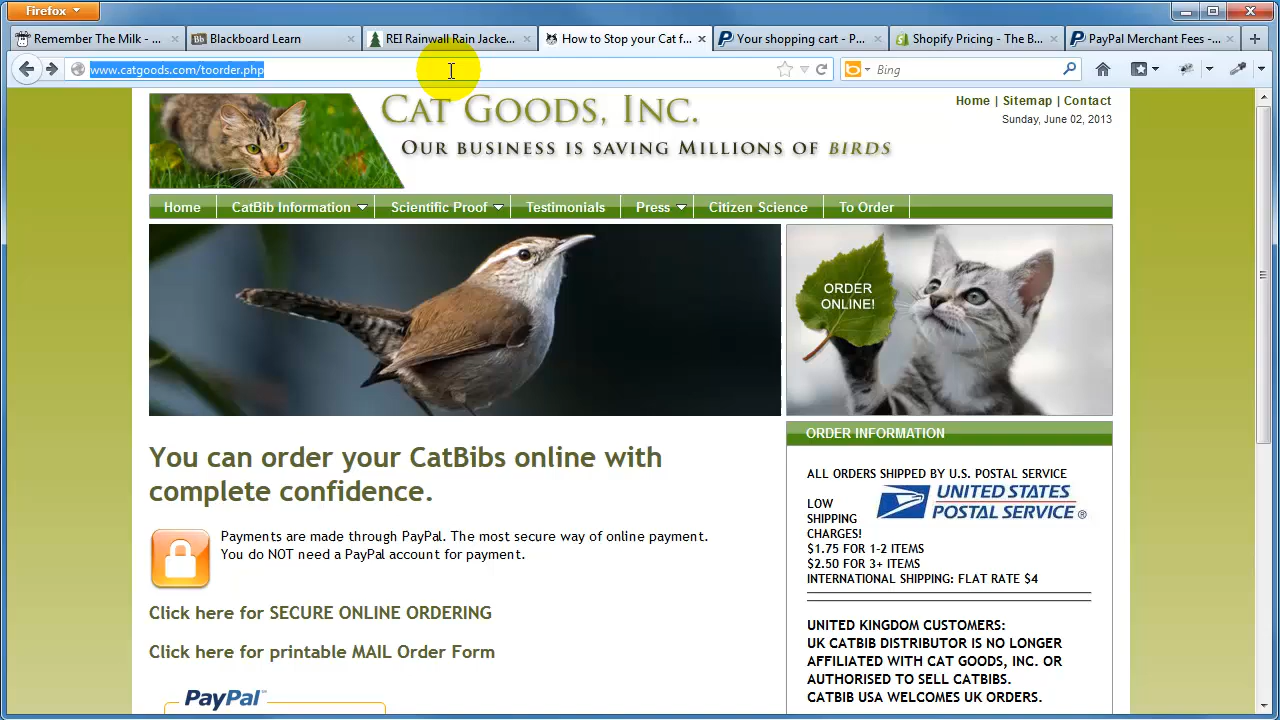 Firefox
Remember The Milk - ...
Bb Blackboard Learn
REI Rainwall Rain Jacke...
How to Stop your Cat f...
Your shopping cart - P...
Shopify Pricing - The B...
PayPal Merchant Fees -...
www.catgoods.com/toorder.php
Bing
CAT GOODS, INC.
OUR BUSINESS IS SAVING MILLIONS OF BIRDS
Home | Sitemap | Contact
Sunday, June 02, 2013
Home
CatBib Information
Scientific Proof
Testimonials
Press
Citizen Science
To Order
ORDER
ONLINE!
You can order your CatBibs online with
complete confidence.
Payments are made through PayPal. The most secure way of online payment.
You do NOT need a PayPal account for payment.
Click here for SECURE ONLINE ORDERING
Click here for printable MAIL Order Form
PayPal™
ORDER INFORMATION
ALL ORDERS SHIPPED BY U.S. POSTAL SERVICE
UNITED STATES
POSTAL SERVICE®
LOW
SHIPPING
CHARGES!
$1.75 FOR 1-2 ITEMS
$2.50 FOR 3+ ITEMS
INTERNATIONAL SHIPPING: FLAT RATE $4
UNITED KINGDOM CUSTOMERS:
UK CATBIB DISTRIBUTOR IS NO LONGER
AFFILIATED WITH CAT GOODS, INC. OR
AUTHORISED TO SELL CATBIBS.
CATBIB USA WELCOMES UK ORDERS.